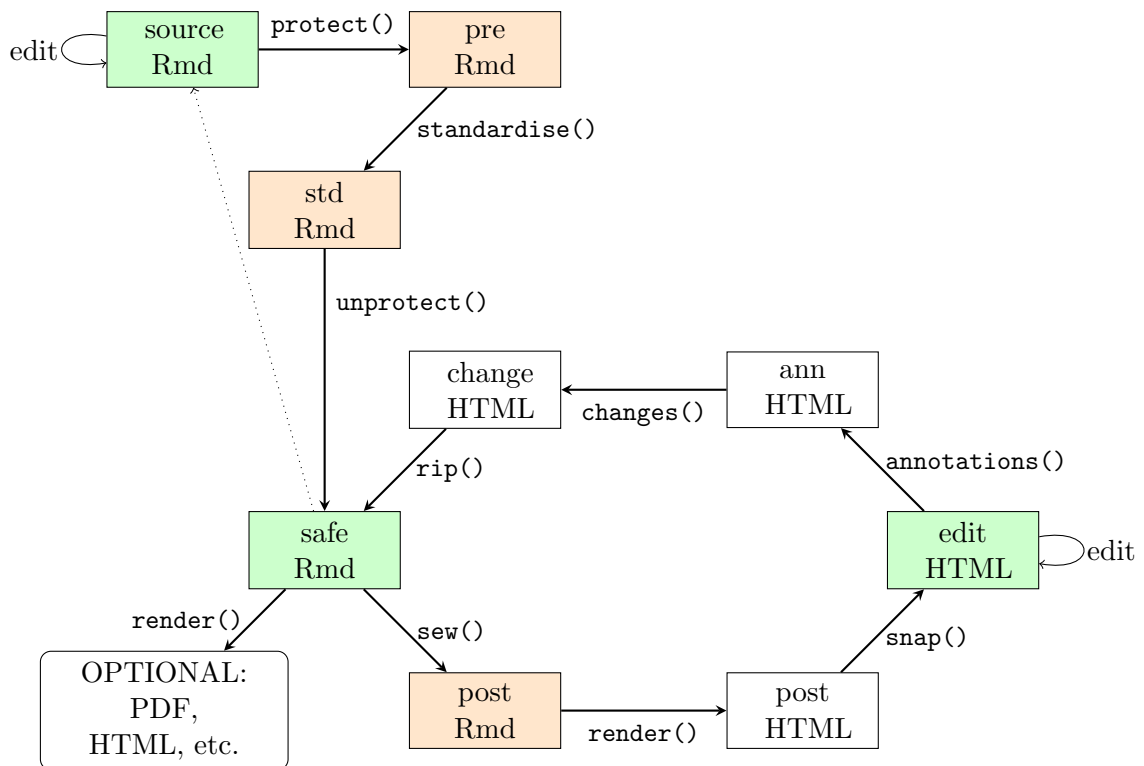 source
Rmd
edit
protect()
pre
Rmd
standardise()
std
Rmd
unprotect()
change
HTML
changes()
ann
HTML
rip()
annotations()
safe
Rmd
edit
HTML
edit
render()
sew()
snap()
OPTIONAL:
PDF,
HTML, etc.
post
Rmd
render()
post
HTML